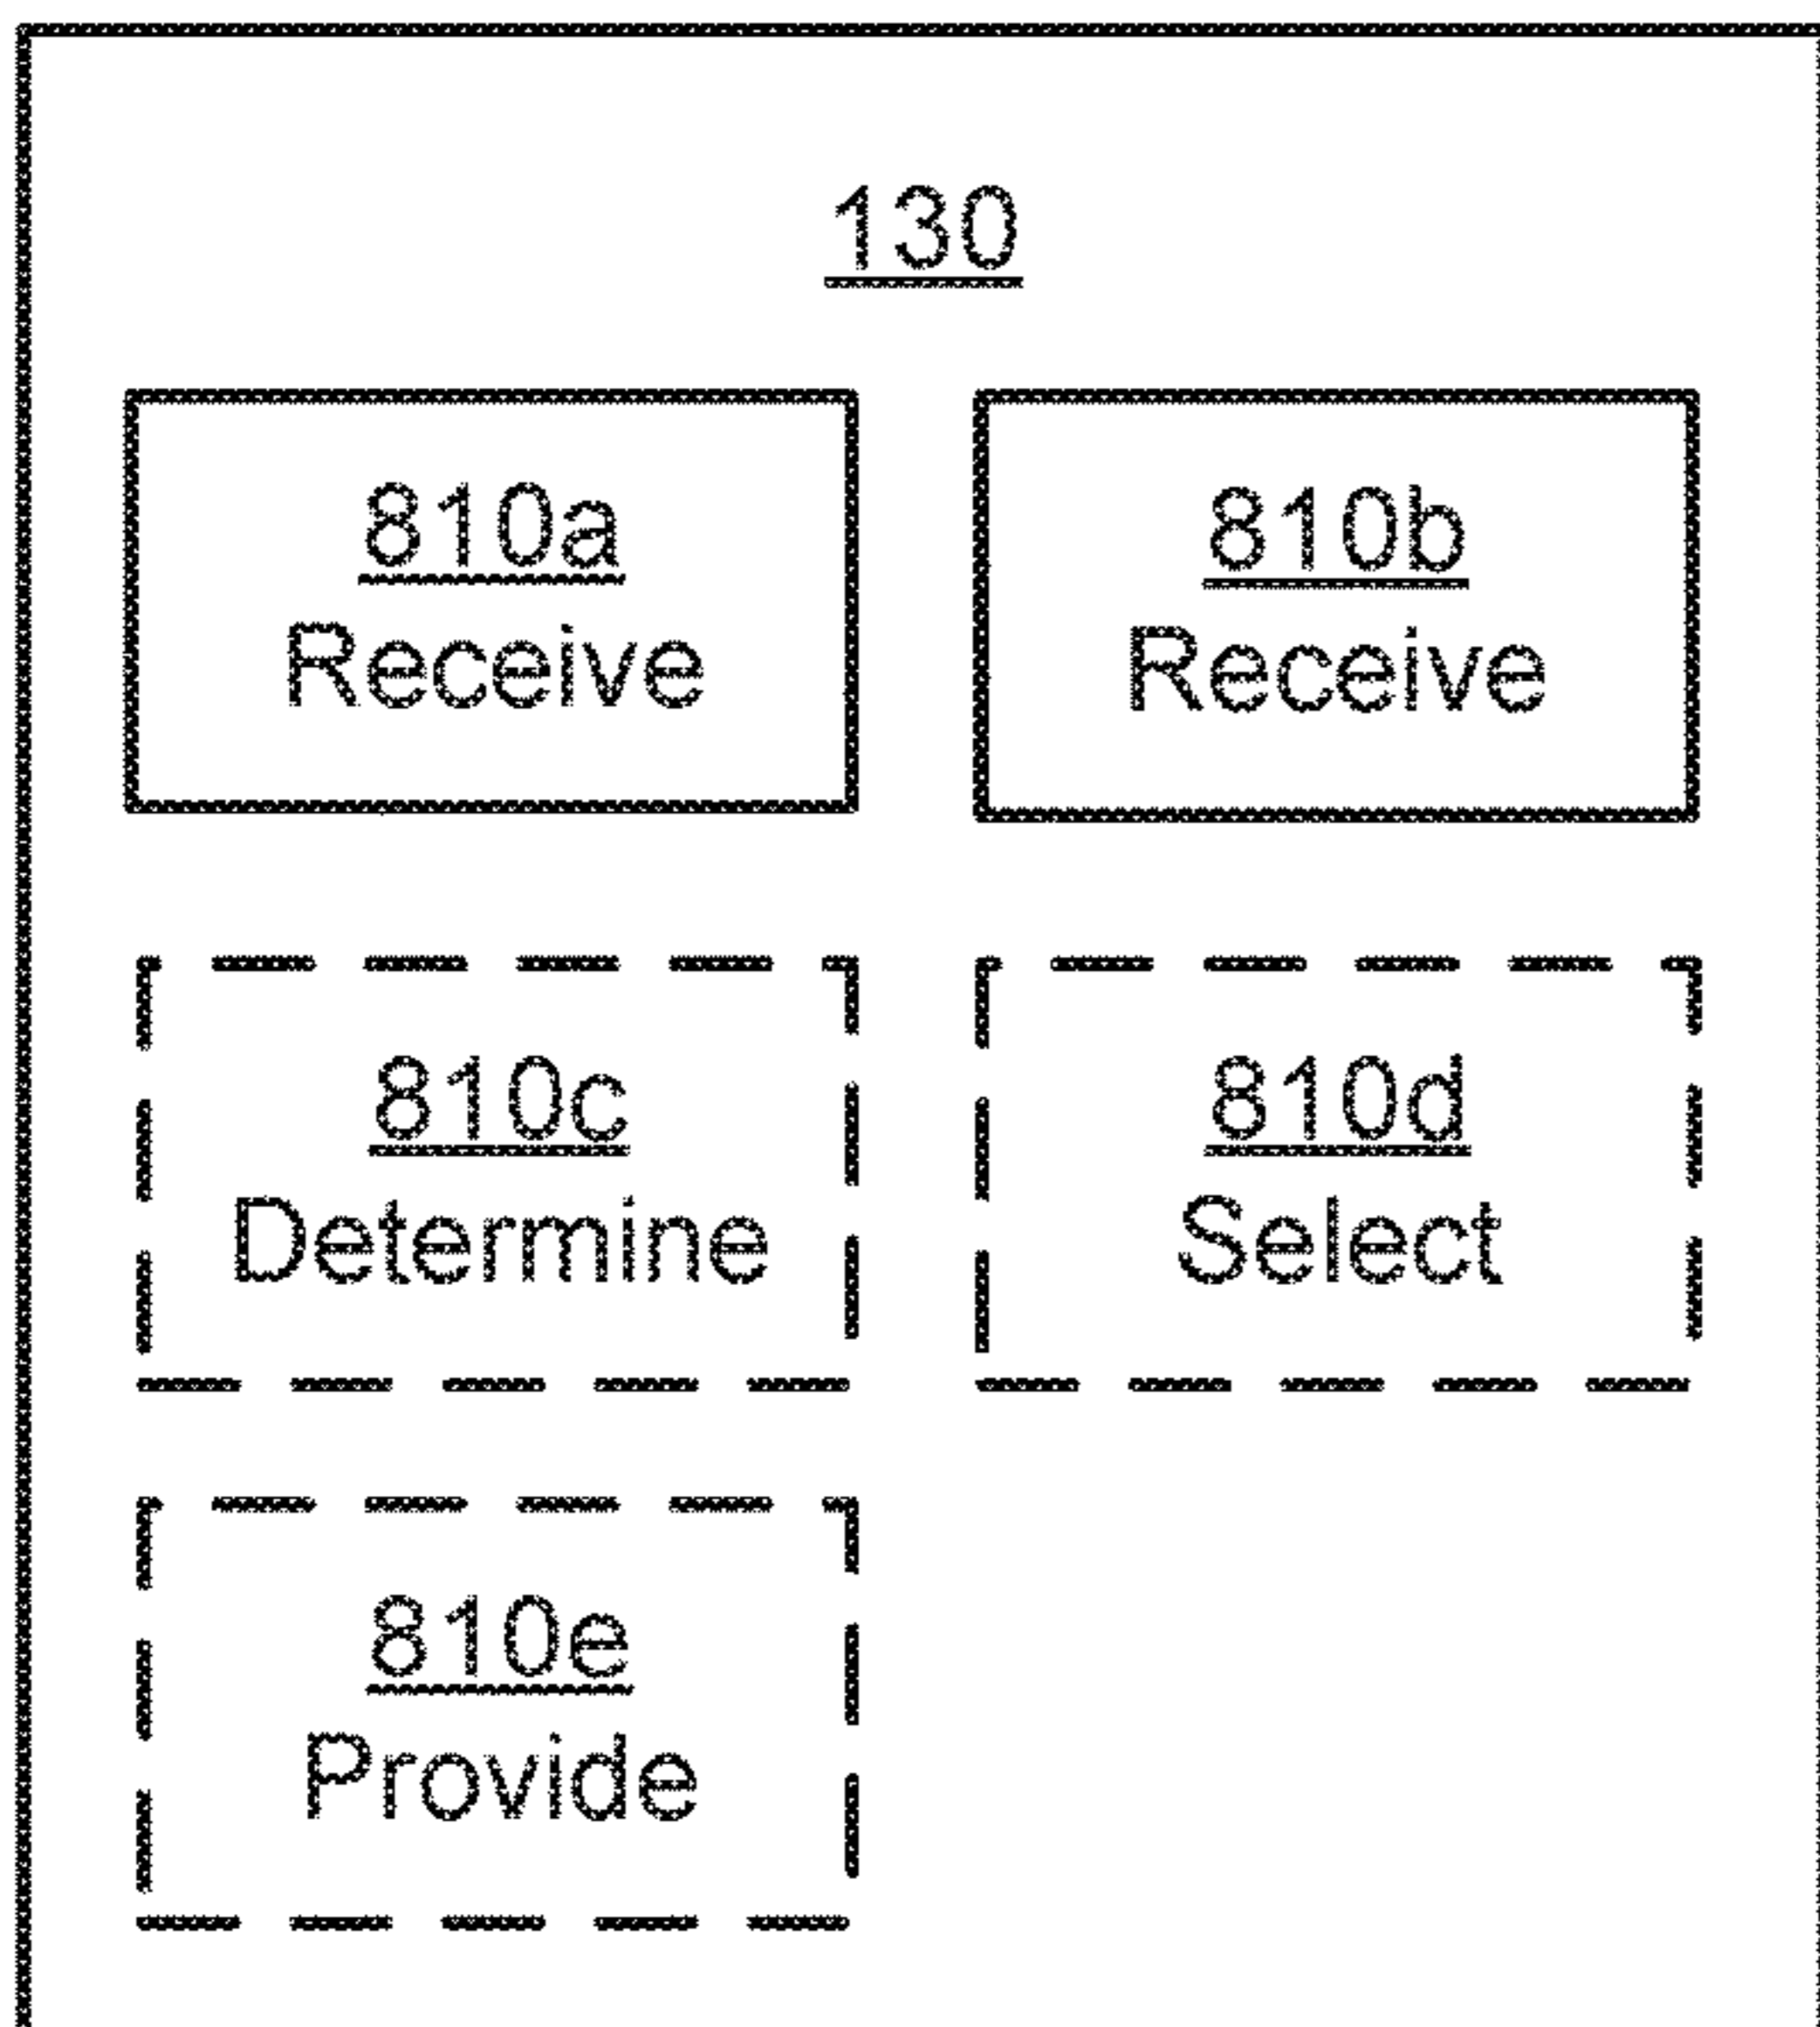 130
810a
Receive
810b
Receive
810c
Determine
810d
Select
810e
Provide